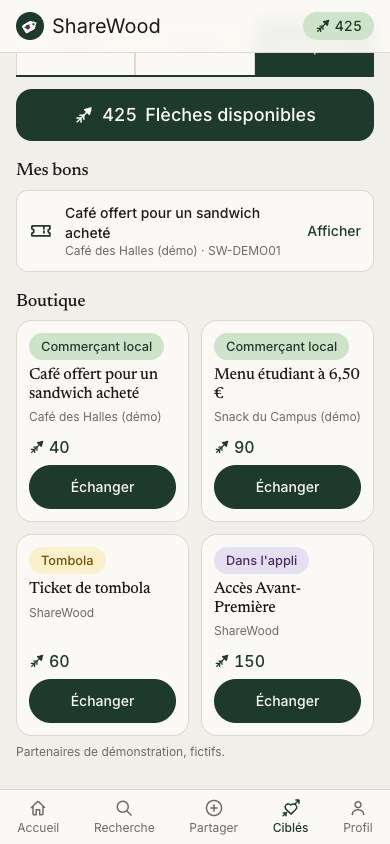 ShareWood
425
425 Flèches disponibles
Mes bons
Café offert pour un sandwich
acheté
Café des Halles (démo) · SW-DEMO01
Afficher
Boutique
Commerçant local
Café offert pour un
sandwich acheté
Café des Halles (démo)
40
Échanger
Commerçant local
Menu étudiant à 6,50
€
Snack du Campus (démo)
90
Échanger
Tombola
Ticket de tombola
ShareWood
60
Échanger
Dans l'appli
Accès Avant-
Première
ShareWood
150
Échanger
Partenaires de démonstration, fictifs.
Accueil
Recherche
Partager
Ciblés
Profil